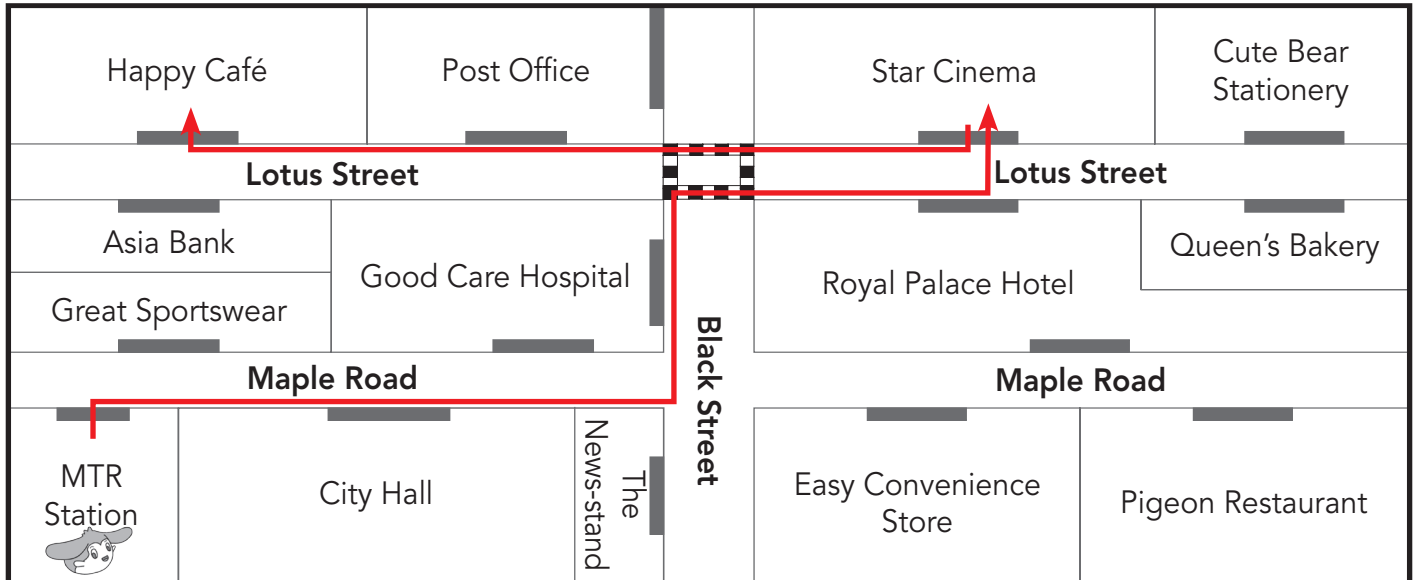 Happy Café
Post Office
Star Cinema
Cute Bear
Stationery
Lotus Street
Lotus Street
Asia Bank
Great Sportswear
Good Care Hospital
Royal Palace Hotel
Queen's Bakery
Black Street
Maple Road
Maple Road
MTR
Station
City Hall
The
News-stand
Easy Convenience
Store
Pigeon Restaurant